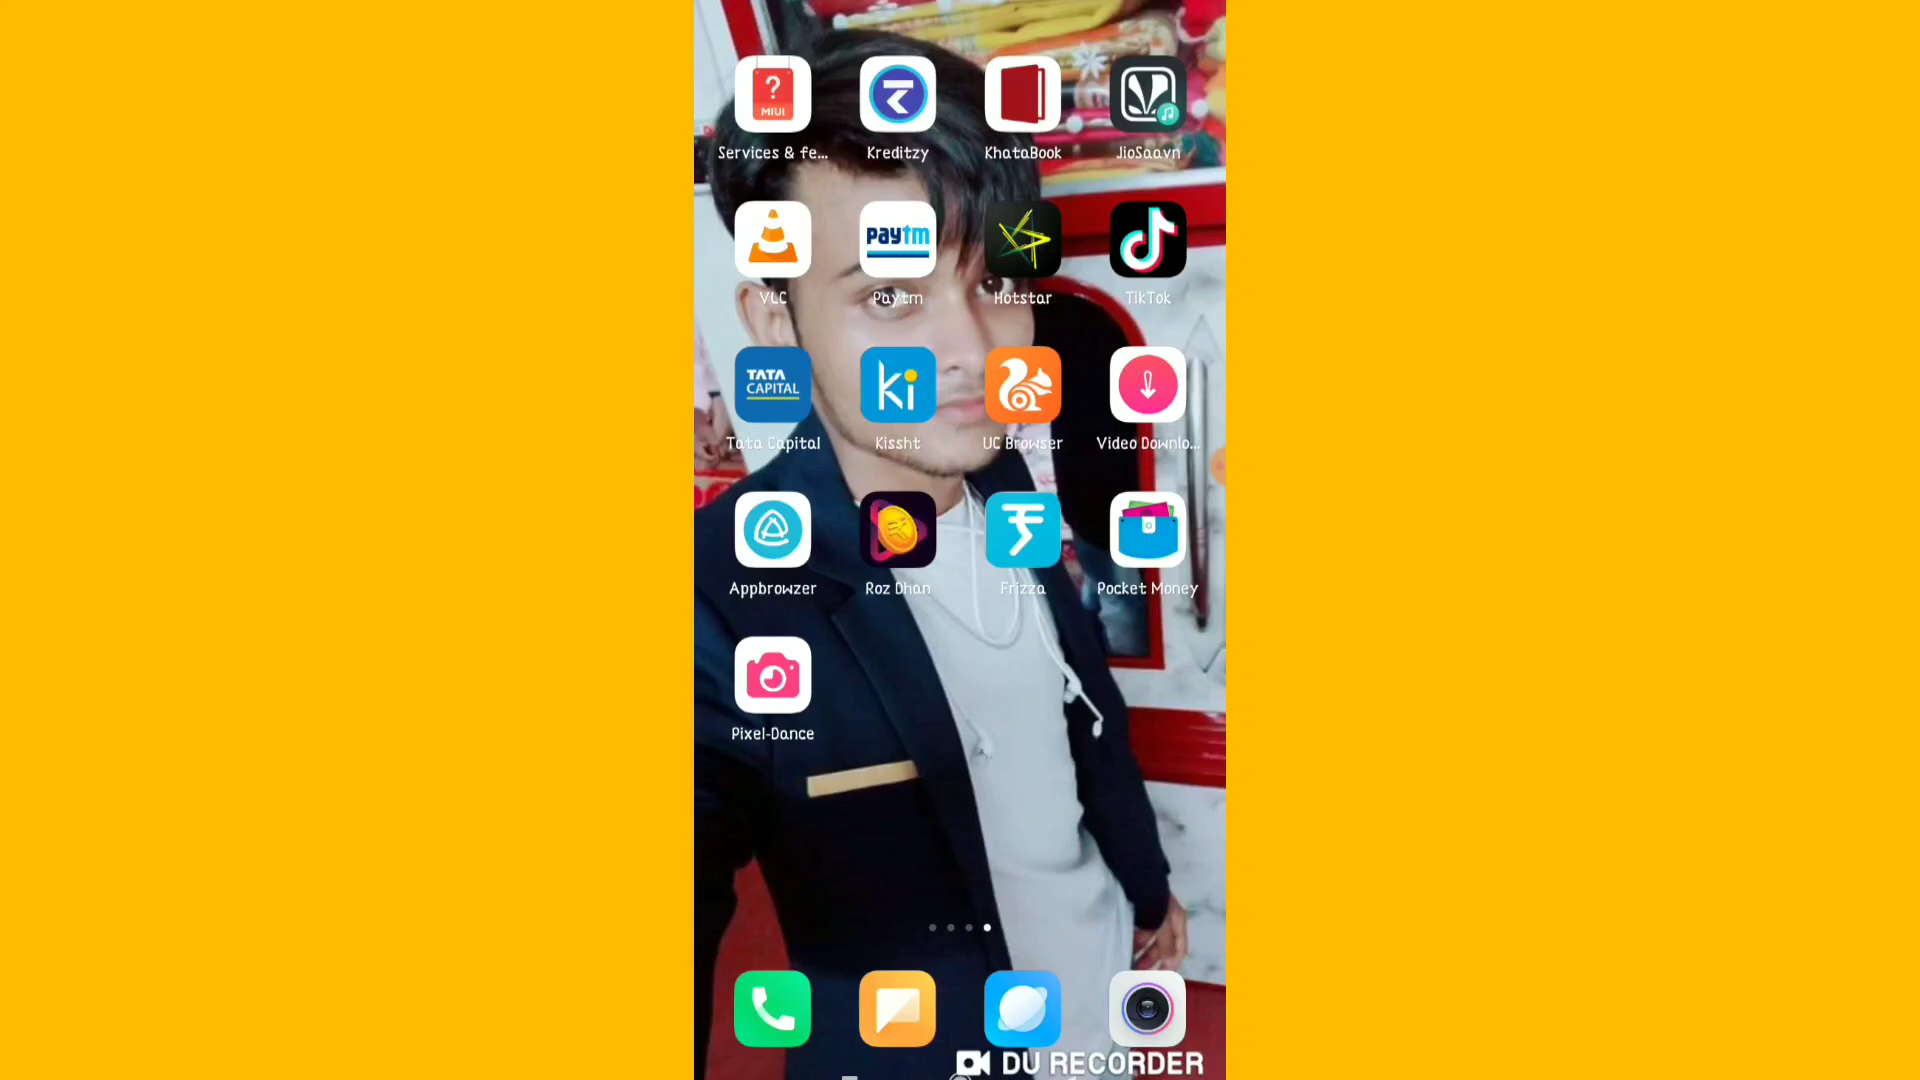 ?
MIUI
Services & fe...
Kreditzy
KhataBook
JioSaavn
paytm
VLC
Paytm
Hotstar
TikTok
TATA
CAPITAL
ki
Tata Capital
Kissht
UC Browser
Video Downlo...
Appbrowzer
Roz Dhan
Frizza
Pocket Money
Pixel-Dance
DU RECORDER